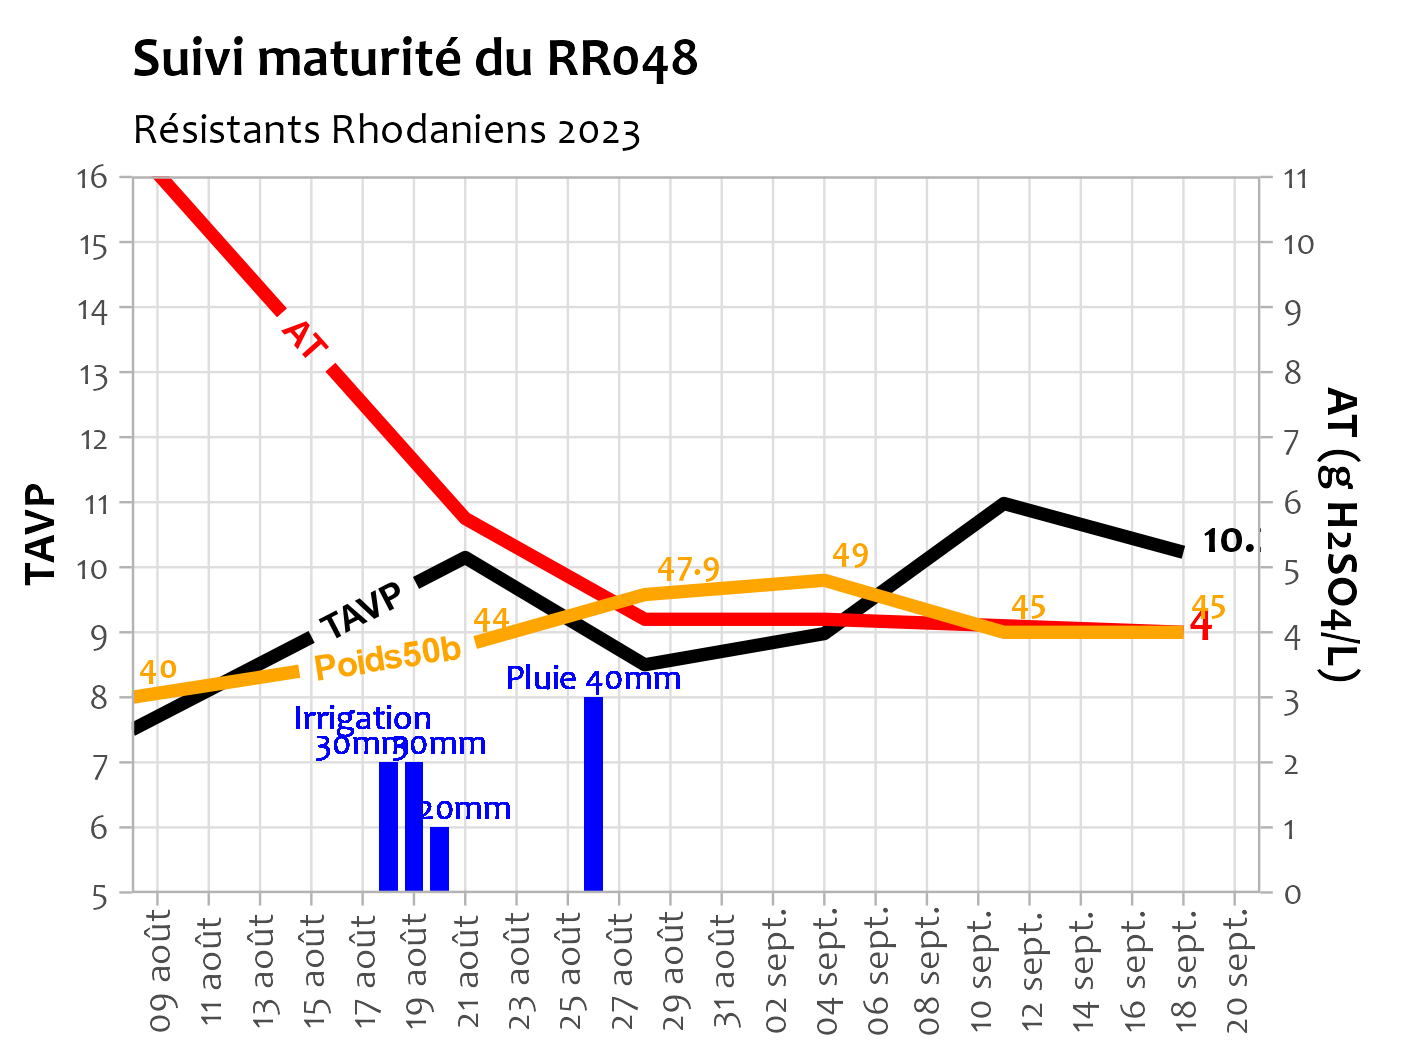 Suivi maturité du RR048
Résistants Rhodaniens 2023
TAVP
16
15
14
13
12
11
10
9
8
7
6
5
AT
TAVP
Poids50b
40
44
47.9
49
45
45
4
10.
Irrigation
30mm
30mm
20mm
Pluie 40mm
11
10
9
8
7
6
5
4
3
2
1
0
AT (g H2SO4/L)
09 août
11 août
13 août
15 août
17 août
19 août
21 août
23 août
25 août
27 août
29 août
31 août
02 sept.
04 sept.
06 sept.
08 sept.
10 sept.
12 sept.
14 sept.
16 sept.
18 sept.
20 sept.